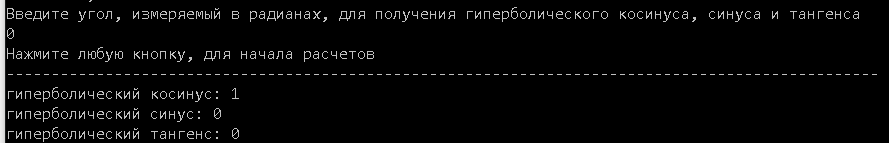 Введите угол, измеряемый в радианах, для получения гиперболического косинуса, синуса и тангенса
0
Нажмите любую кнопку, для начала расчетов
-------------------------------------------------------------------------------------------------
гиперболический косинус: 1
гиперболический синус: 0
гиперболический тангенс: 0